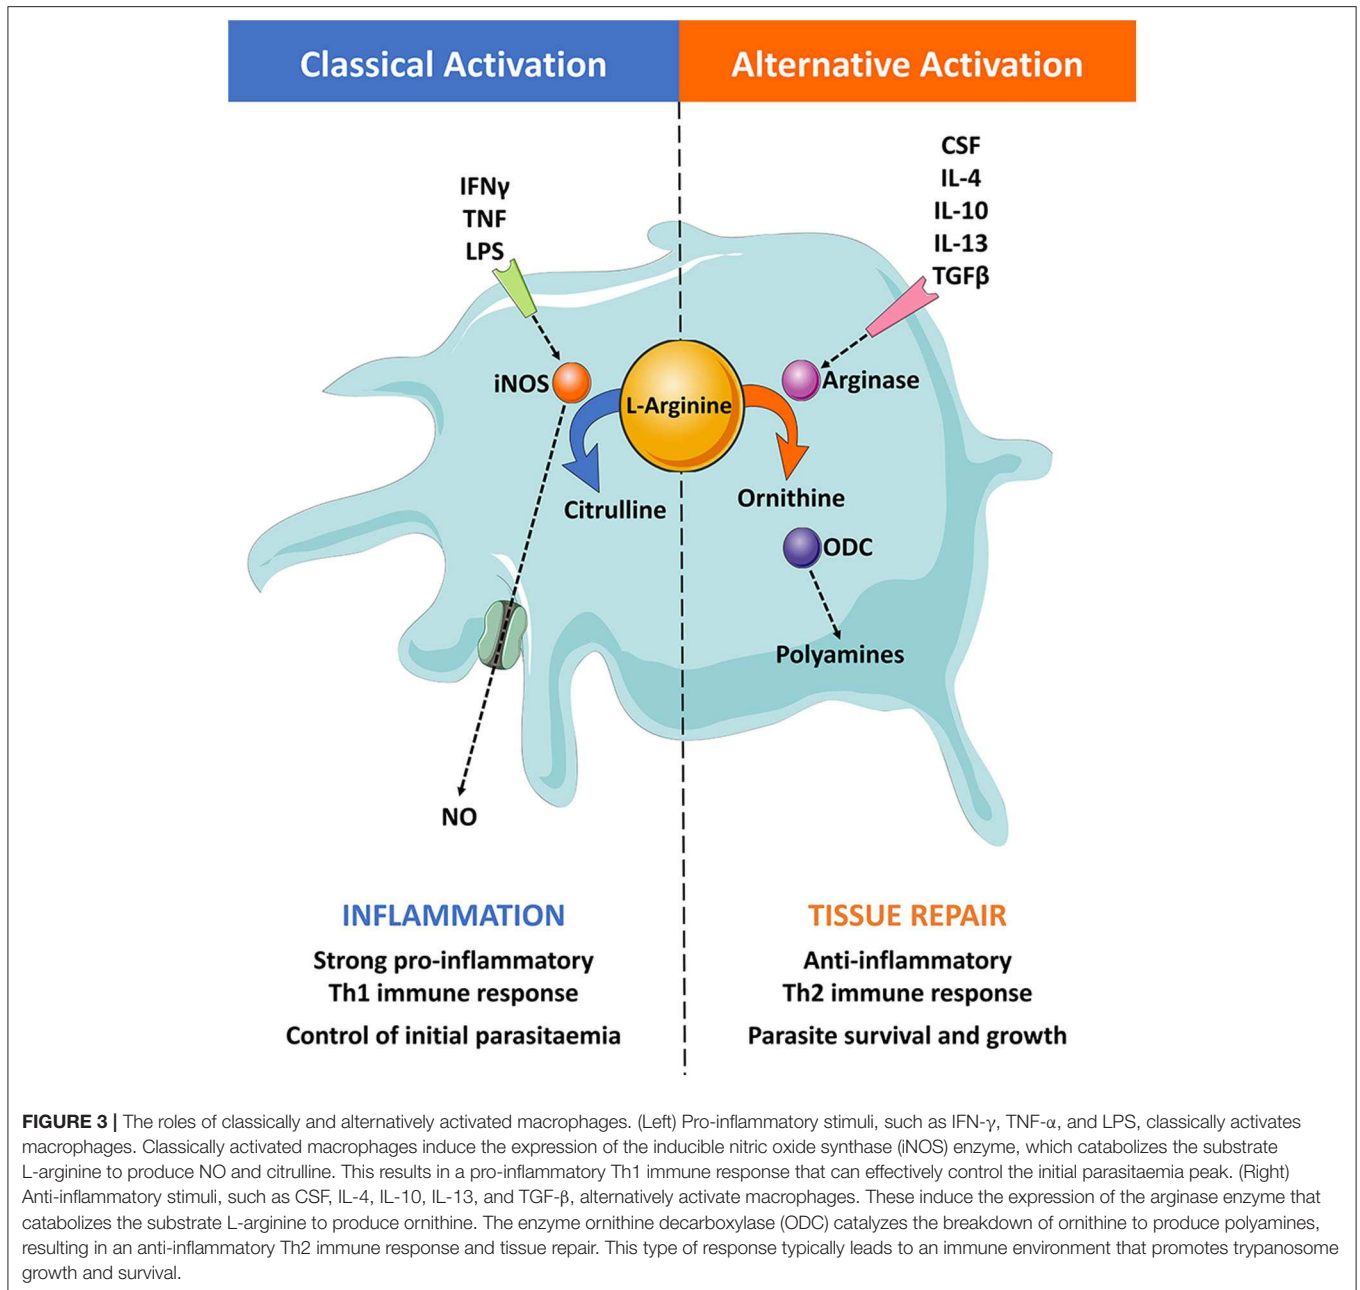 Classical Activation
Alternative Activation
IFNγ
TNF
LPS
CSF
IL-4
IL-10
IL-13
TGFβ
iNOS
L-Arginine
Arginase
Citrulline
Ornithine
ODC
Polyamines
NO
INFLAMMATION
Strong pro-inflammatory
Th1 immune response
Control of initial parasitaemia
TISSUE REPAIR
Anti-inflammatory
Th2 immune response
Parasite survival and growth
FIGURE 3 | The roles of classically and alternatively activated macrophages. (Left) Pro-inflammatory stimuli, such as IFN-γ, TNF-α, and LPS, classically activates
macrophages. Classically activated macrophages induce the expression of the inducible nitric oxide synthase (iNOS) enzyme, which catabolizes the substrate
L-arginine to produce NO and citrulline. This results in a pro-inflammatory Th1 immune response that can effectively control the initial parasitaemia peak. (Right)
Anti-inflammatory stimuli, such as CSF, IL-4, IL-10, IL-13, and TGF-β, alternatively activate macrophages. These induce the expression of the arginase enzyme that
catabolizes the substrate L-arginine to produce ornithine. The enzyme ornithine decarboxylase (ODC) catalyzes the breakdown of ornithine to produce polyamines,
resulting in an anti-inflammatory Th2 immune response and tissue repair. This type of response typically leads to an immune environment that promotes trypanosome
growth and survival.